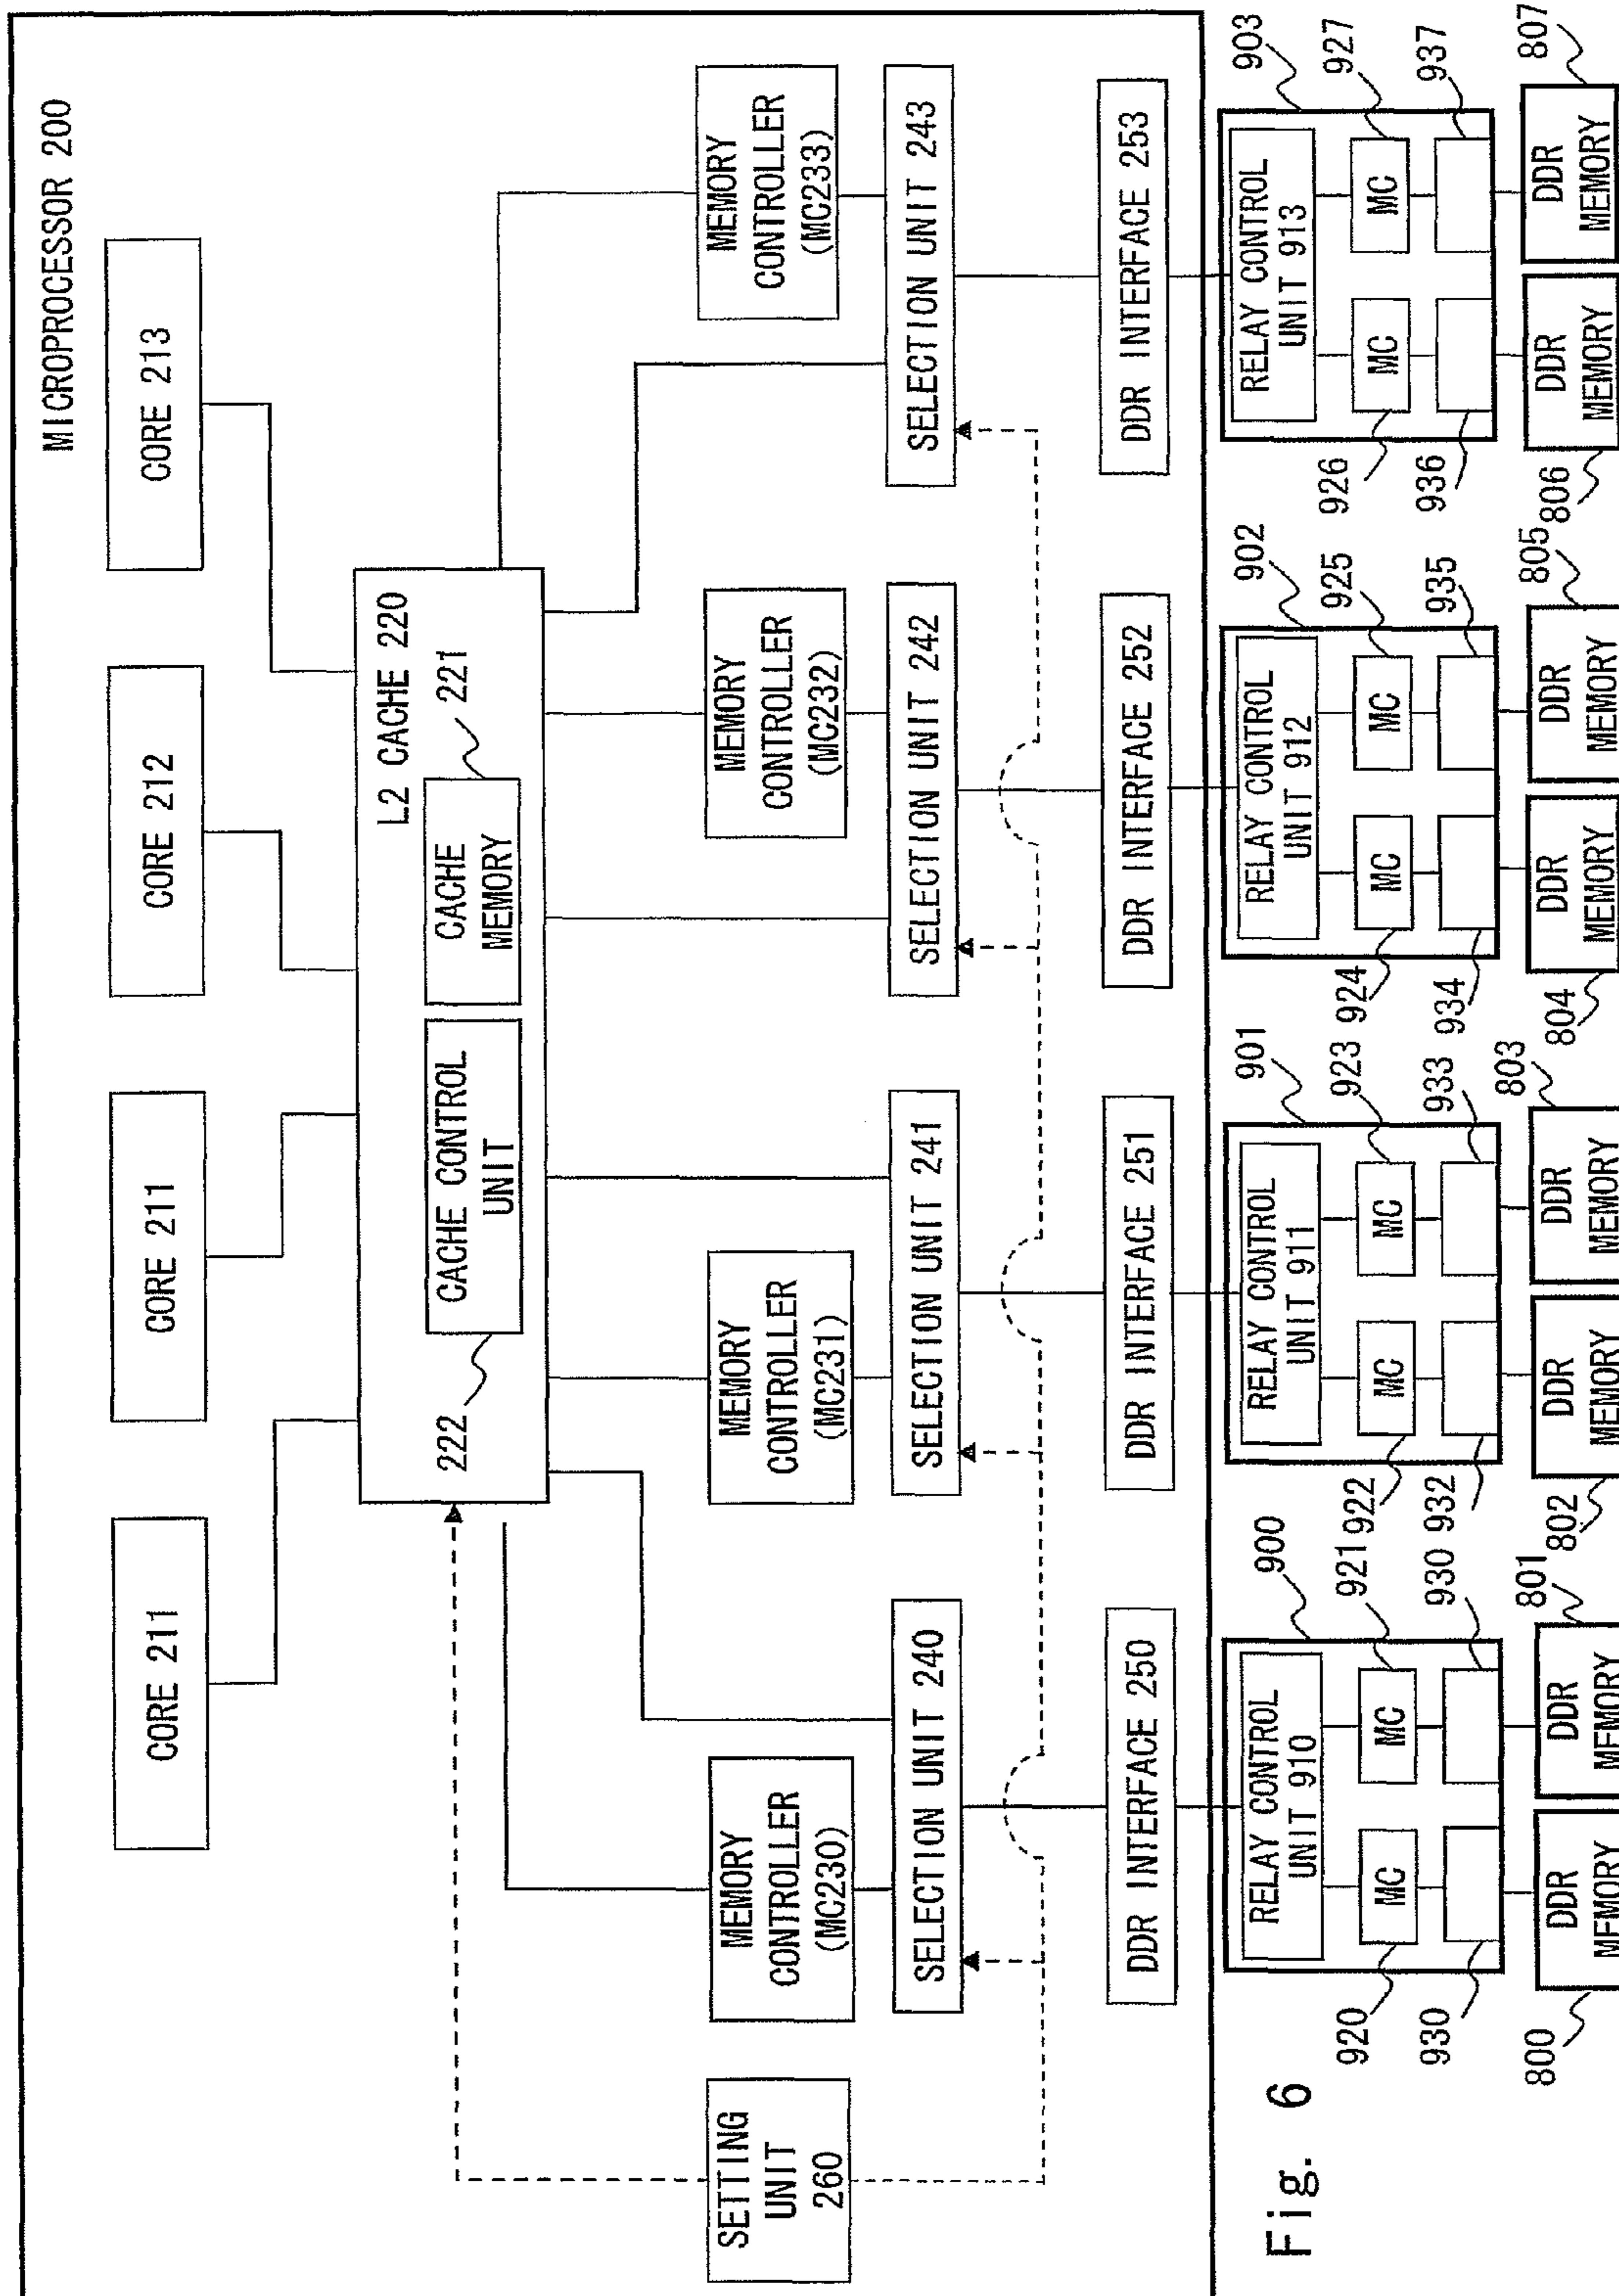 MICROPROCESSOR 200
CORE 211
CORE 211
CORE 212
CORE 213
L2 CACHE 220
222
CACHE CONTROL
UNIT
CACHE
MEMORY
221
SETTING
UNIT
260
MEMORY
CONTROLLER
(MC230)
MEMORY
CONTROLLER
(MC231)
MEMORY
CONTROLLER
(MC232)
MEMORY
CONTROLLER
(MC233)
SELECTION UNIT 240
SELECTION UNIT 241
SELECTION UNIT 242
SELECTION UNIT 243
DDR INTERFACE 250
DDR INTERFACE 251
DDR INTERFACE 252
DDR INTERFACE 253
900
901
902
903
RELAY CONTROL
UNIT 910
RELAY CONTROL
UNIT 911
RELAY CONTROL
UNIT 912
RELAY CONTROL
UNIT 913
920
MC
MC
921
922
MC
MC
923
924
MC
MC
925
926
MC
MC
927
930
930
932
933
934
935
936
937
800
DDR
MEMORY
801
DDR
MEMORY
802
DDR
MEMORY
803
DDR
MEMORY
804
DDR
MEMORY
805
DDR
MEMORY
806
DDR
MEMORY
807
DDR
MEMORY
Fig. 6